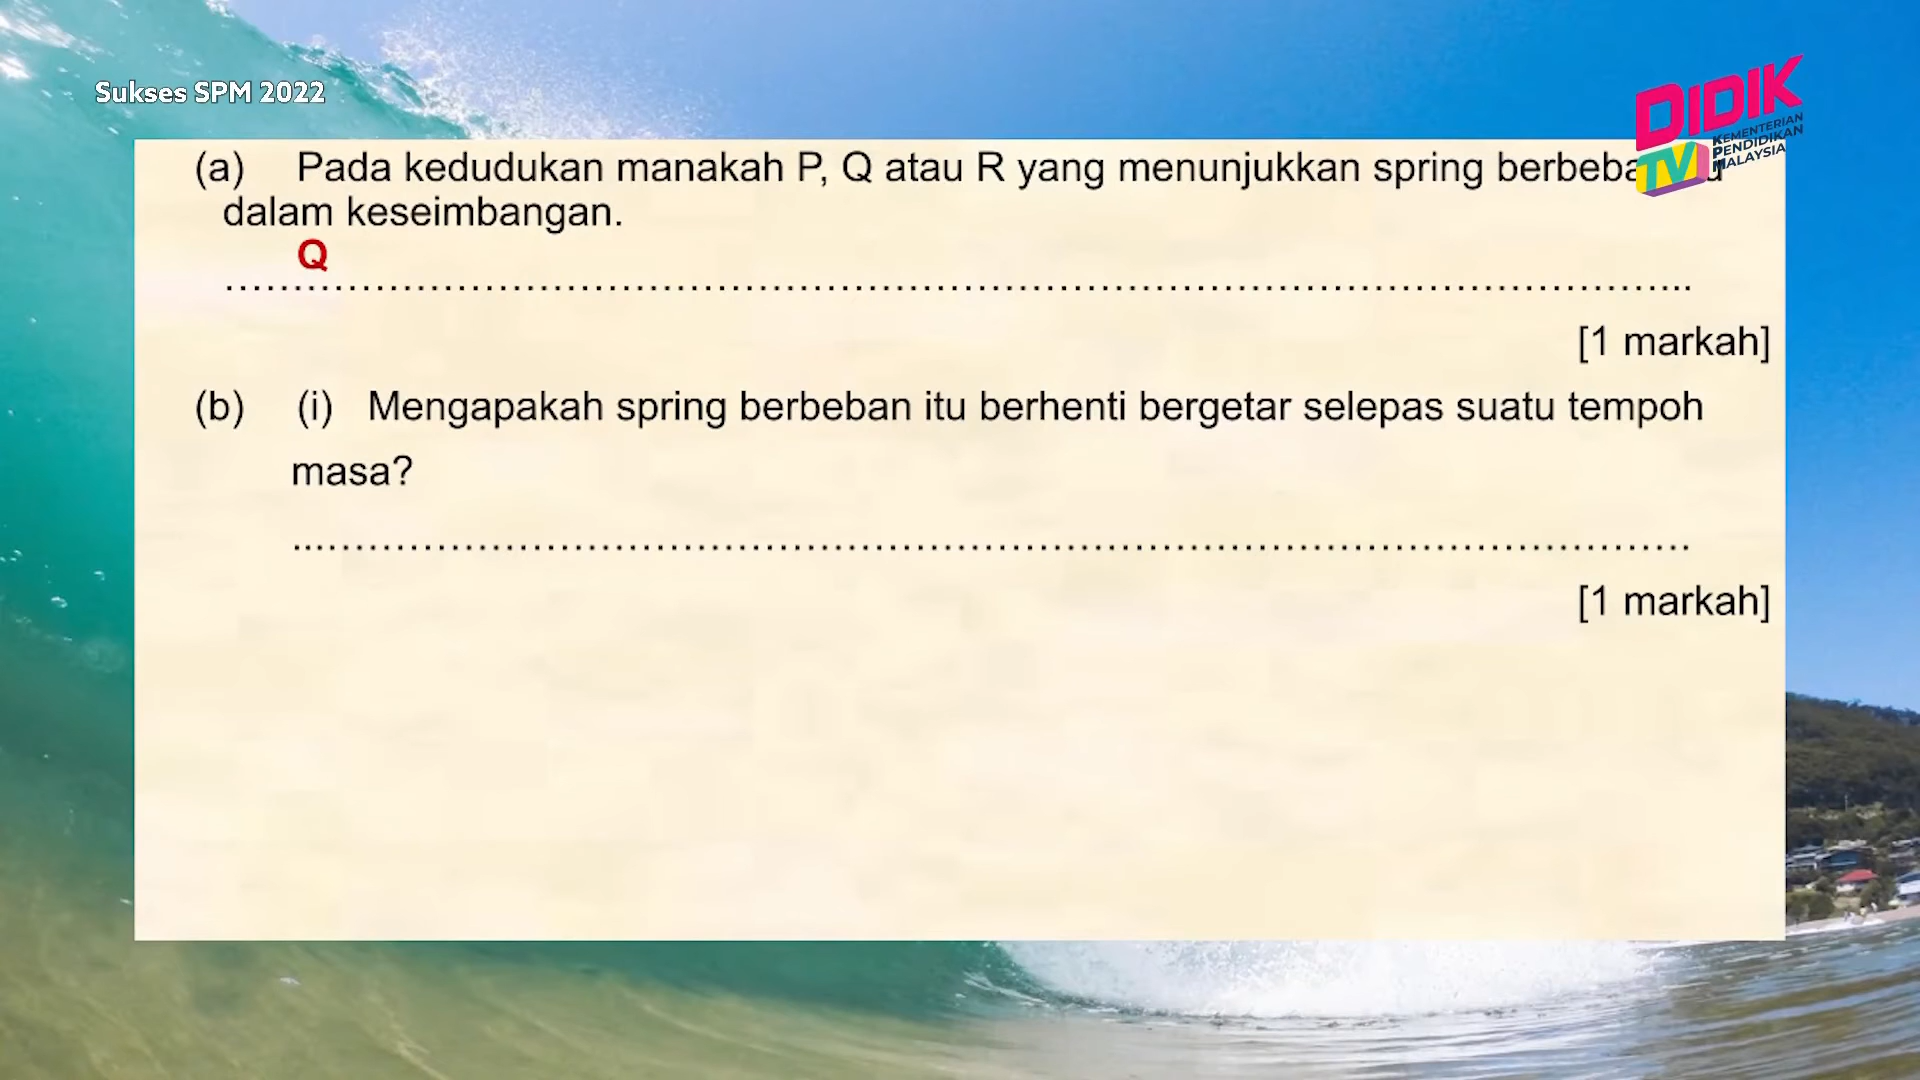 Sukses SPM 2022
DIDIK
TV
KEMENTERIAN
PENDIDIKAN
MALAYSIA
(a) Pada kedudukan manakah P, Q atau R yang menunjukkan spring
dalam keseimbangan.
Q
....................................................................................................
[1 markah]
(b) (i) Mengapakah spring berbeban itu berhenti bergetar selepas suatu tempoh
masa?
....................................................................................................
[1 markah]